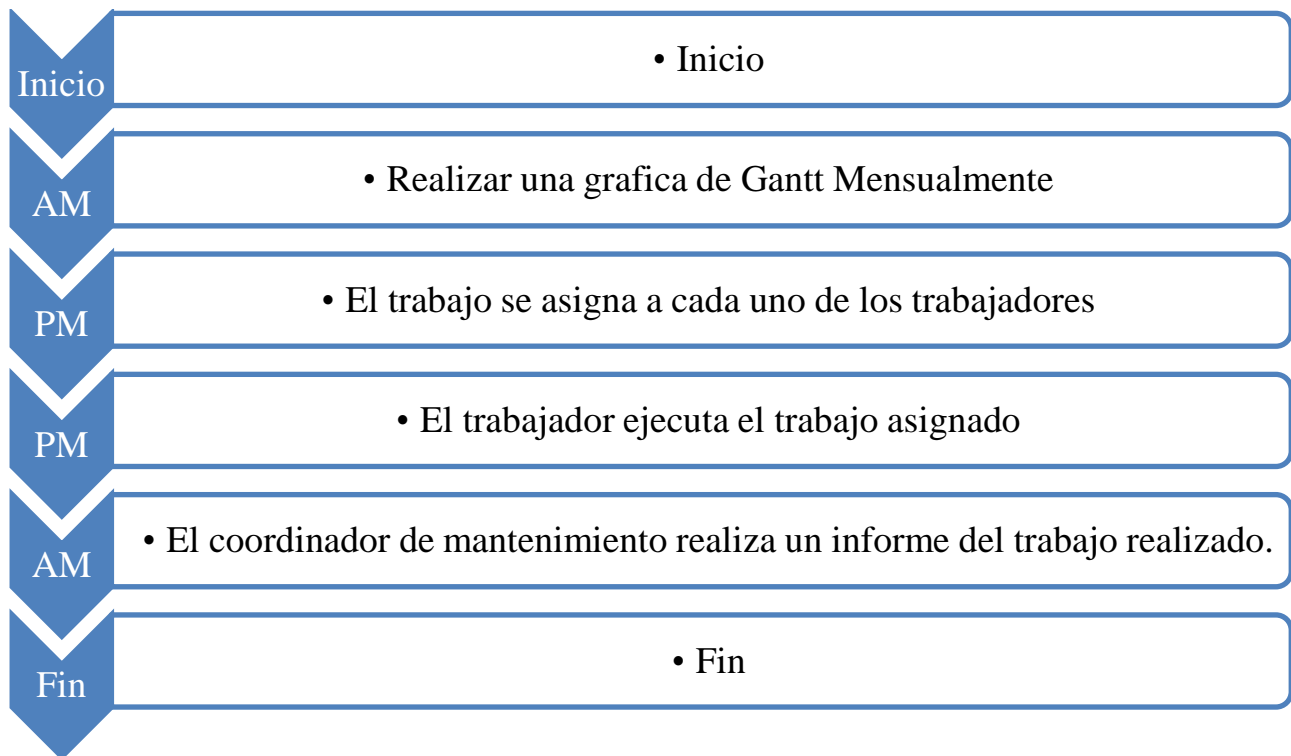 Inicio
• Inicio
AM
• Realizar una grafica de Gantt Mensualmente
PM
• El trabajo se asigna a cada uno de los trabajadores
PM
• El trabajador ejecuta el trabajo asignado
AM
• El coordinador de mantenimiento realiza un informe del trabajo realizado.
Fin
• Fin